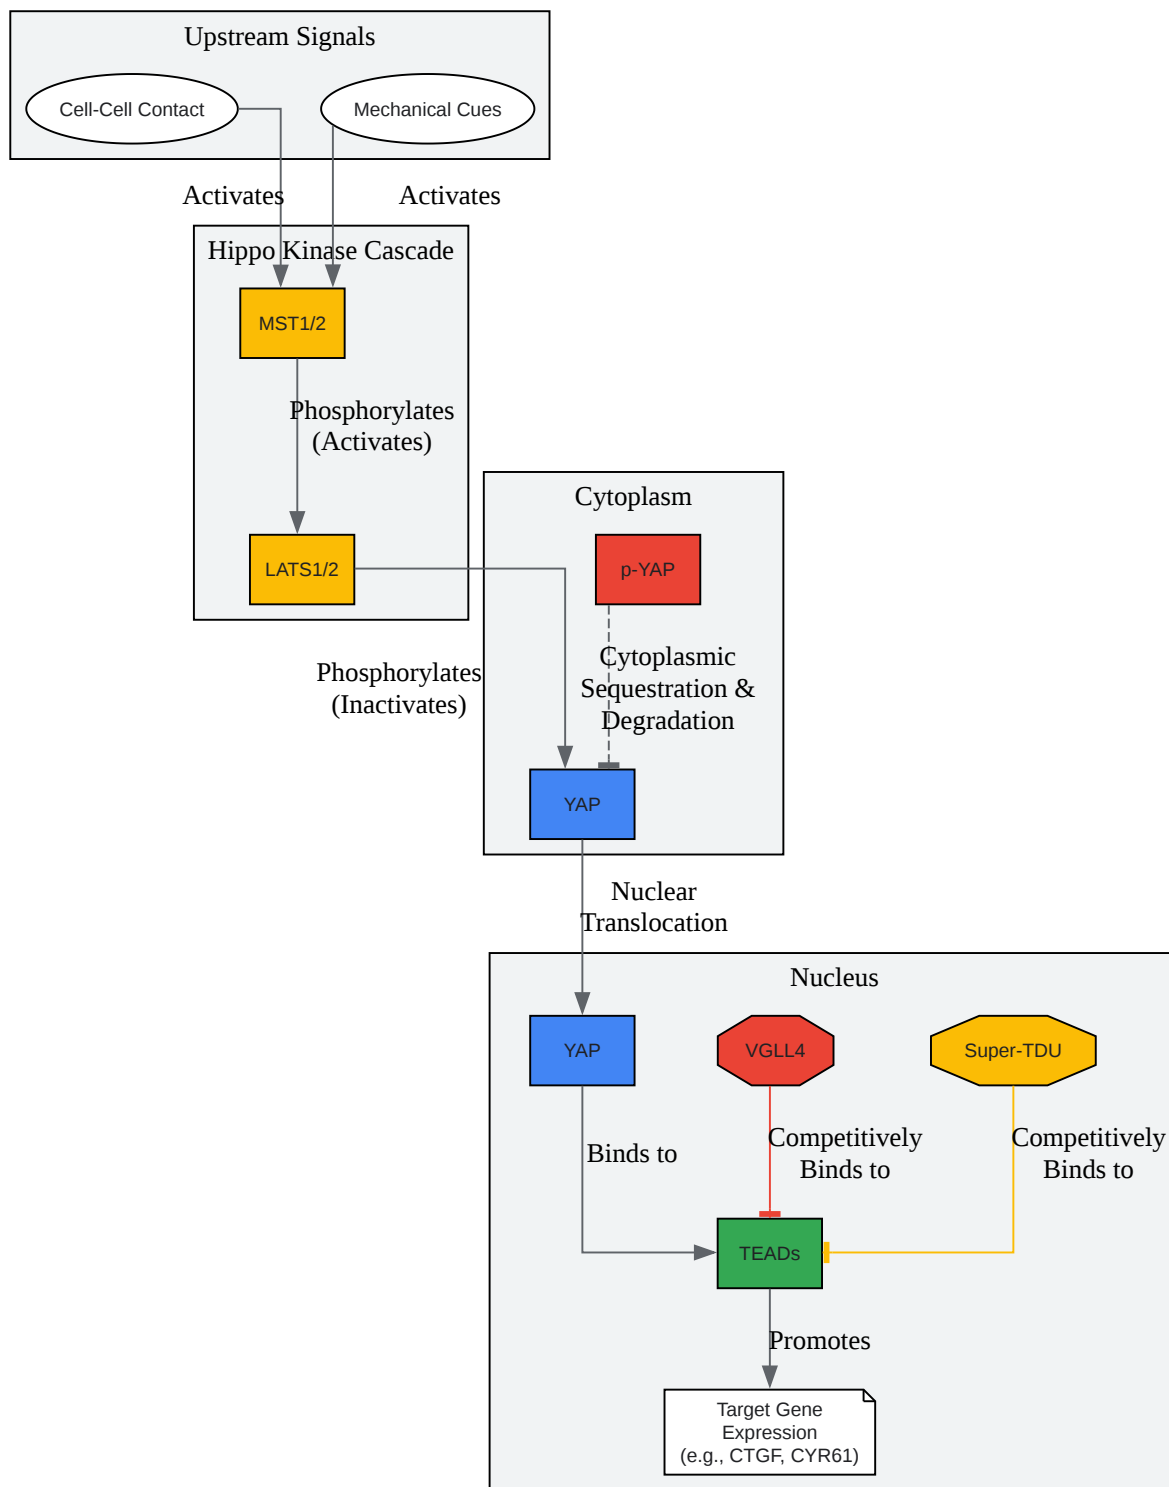 Upstream Signals
Cell-Cell Contact
Mechanical Cues
Activates
Activates
Hippo Kinase Cascade
MST1/2
Phosphorylates
(Activates)
Cytoplasm
LATS1/2
p-YAP
Phosphorylates
(Inactivates)
Cytoplasmic
Sequestration &
Degradation
YAP
Nuclear
Translocation
Nucleus
YAP
VGLL4
Super-TDU
Binds to
Competitively
Binds to
Competitively
Binds to
TEADs
Promotes
Target Gene
Expression
(e.g., CTGF, CYR61)